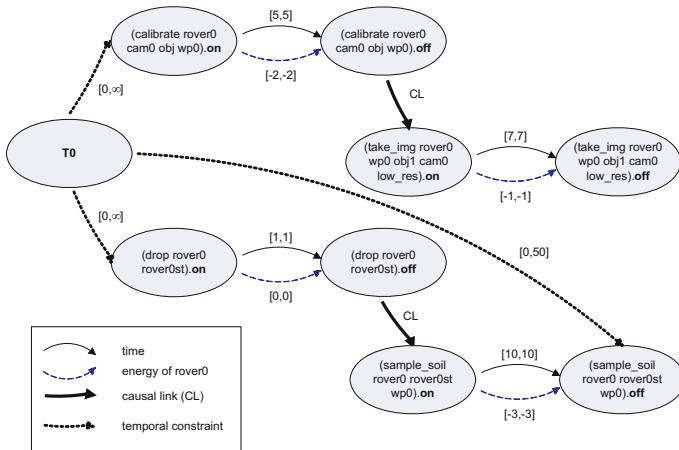 (calibrate rover0
cam0 obj wp0).on
[5,5]
[-2,-2]
(calibrate rover0
cam0 obj wp0).off
[0,∞]
CL
T0
(take_img rover0
wp0 obj1 cam0
low_res).on
[7,7]
[-1,-1]
(take_img rover0
wp0 obj1 cam0
low_res).off
[0,∞]
(drop rover0
rover0st).on
[1,1]
[0,0]
(drop rover0
rover0st).off
[0,50]
CL
(sample_soil
rover0 rover0st
wp0).on
[10,10]
[-3,-3]
(sample_soil
rover0 rover0st
wp0).off
time
energy of rover0
causal link (CL)
temporal constraint